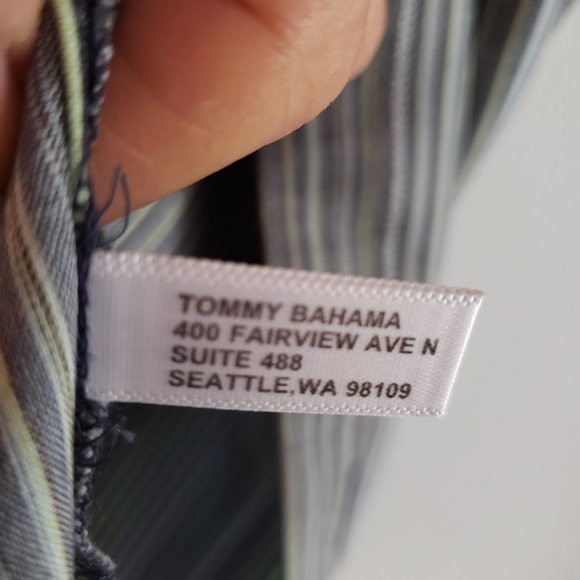 TOMMY BAHAMA
400 FAIRVIEW AVE N
SUITE 488
SEATTLE,WA 98109